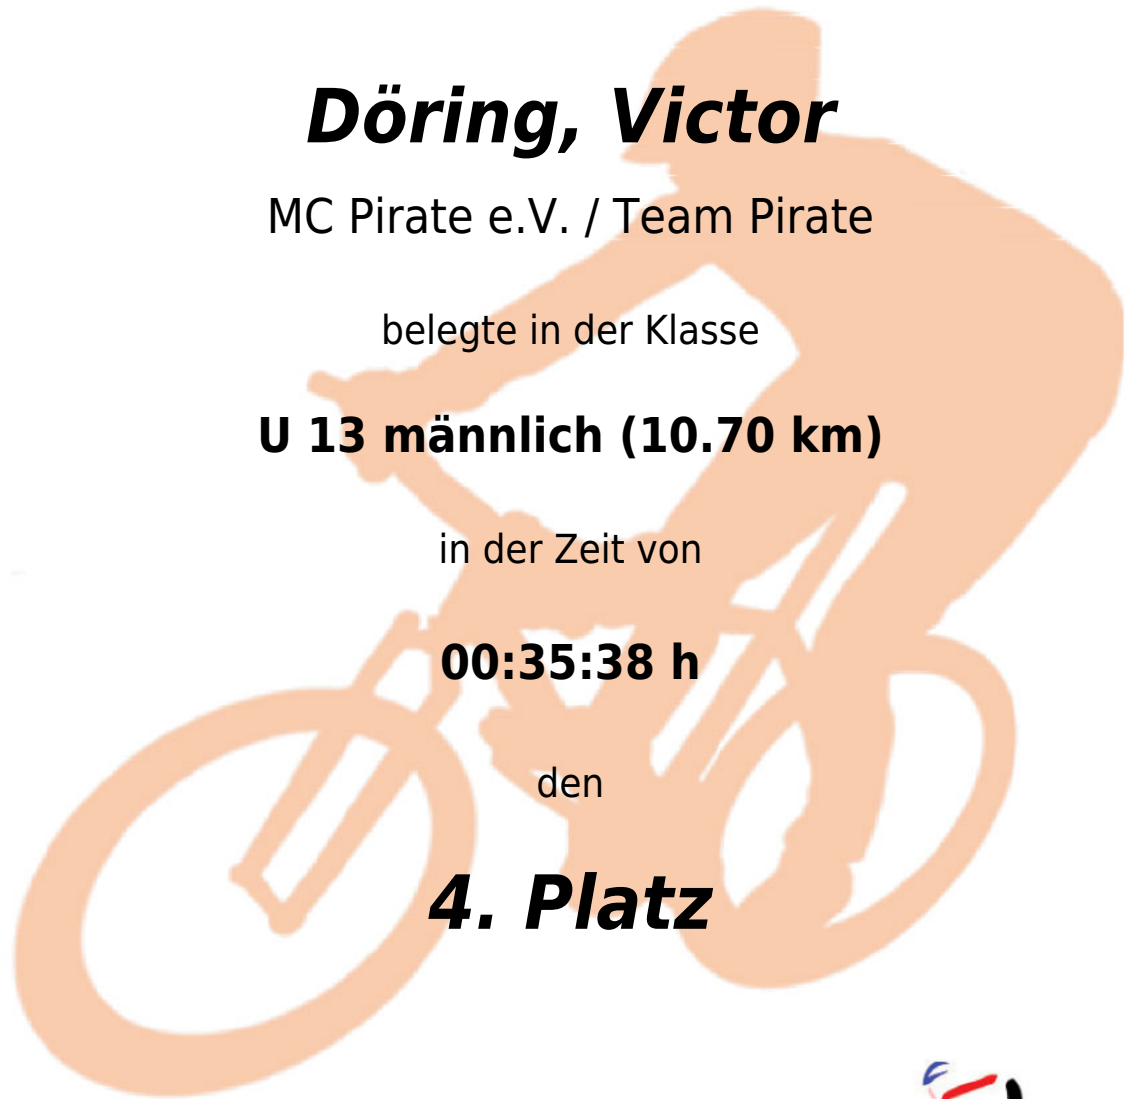 Döring, Victor
MC Pirate e.V. / Team Pirate
belegte in der Klasse
U 13 männlich (10.70 km)
in der Zeit von
00:35:38 h
den
4. Platz